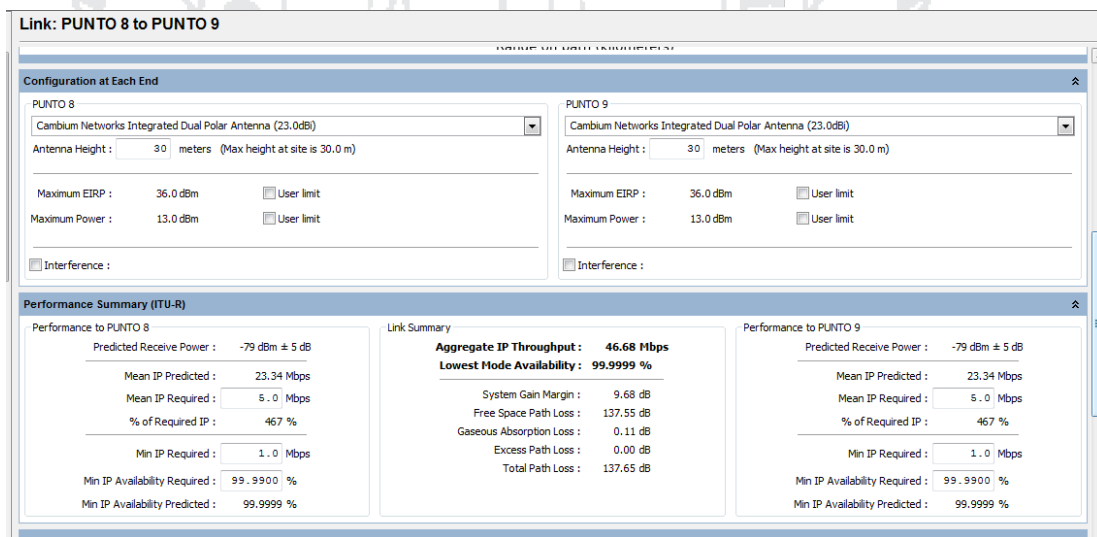 Link: PUNTO 8 to PUNTO 9
Range on path (kilometers)
Configuration at Each End
PUNTO 8
Cambium Networks Integrated Dual Polar Antenna (23.0dBi)
Antenna Height : 30 meters (Max height at site is 30.0 m)
Maximum EIRP : 36.0 dBm User limit
Maximum Power : 13.0 dBm User limit
Interference :
PUNTO 9
Cambium Networks Integrated Dual Polar Antenna (23.0dBi)
Antenna Height : 30 meters (Max height at site is 30.0 m)
Maximum EIRP : 36.0 dBm User limit
Maximum Power : 13.0 dBm User limit
Interference :
Performance Summary (ITU-R)
Performance to PUNTO 8
Predicted Receive Power : -79 dBm ± 5 dB
Mean IP Predicted : 23.34 Mbps
Mean IP Required : 5.0 Mbps
% of Required IP : 467 %
Min IP Required : 1.0 Mbps
Min IP Availability Required : 99.9900 %
Min IP Availability Predicted : 99.9999 %
Link Summary
Aggregate IP Throughput : 46.68 Mbps
Lowest Mode Availability : 99.9999 %
System Gain Margin : 9.68 dB
Free Space Path Loss : 137.55 dB
Gaseous Absorption Loss : 0.11 dB
Excess Path Loss : 0.00 dB
Total Path Loss : 137.65 dB
Performance to PUNTO 9
Predicted Receive Power : -79 dBm ± 5 dB
Mean IP Predicted : 23.34 Mbps
Mean IP Required : 5.0 Mbps
% of Required IP : 467 %
Min IP Required : 1.0 Mbps
Min IP Availability Required : 99.9900 %
Min IP Availability Predicted : 99.9999 %